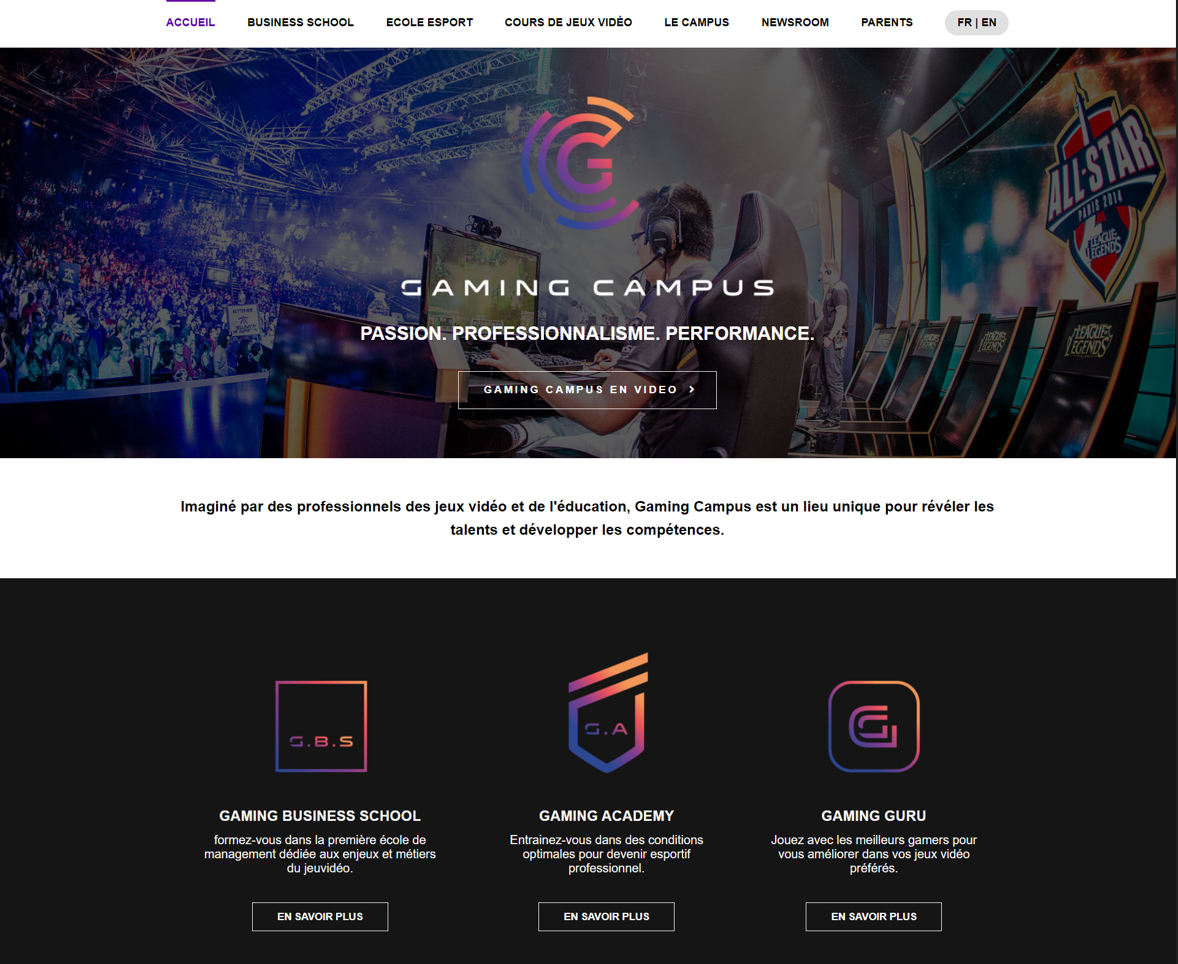 ACCUEIL BUSINESS SCHOOL ECOLE ESPORT COURS DE JEUX VIDÉO LE CAMPUS NEWSROOM PARENTS FR | EN
ALL-STAR
PARIS 2014
LEAGUE OF
LEGENDS
GAMING CAMPUS
PASSION. PROFESSIONNALISME. PERFORMANCE.
LEAGUE OF
LEGENDS
GAMING CAMPUS EN VIDEO >
Imaginé par des professionnels des jeux vidéo et de l'éducation, Gaming Campus est un lieu unique pour révéler les
talents et développer les compétences.
G.B.S G.A G
GAMING BUSINESS SCHOOL GAMING ACADEMY GAMING GURU
formez-vous dans la première école de Entrainez-vous dans des conditions Jouez avec les meilleurs gamers pour
management dédiée aux enjeux et métiers optimales pour devenir esportif vous améliorer dans vos jeux vidéo
du jeuvidéo. professionnel. préférés.
EN SAVOIR PLUS EN SAVOIR PLUS EN SAVOIR PLUS